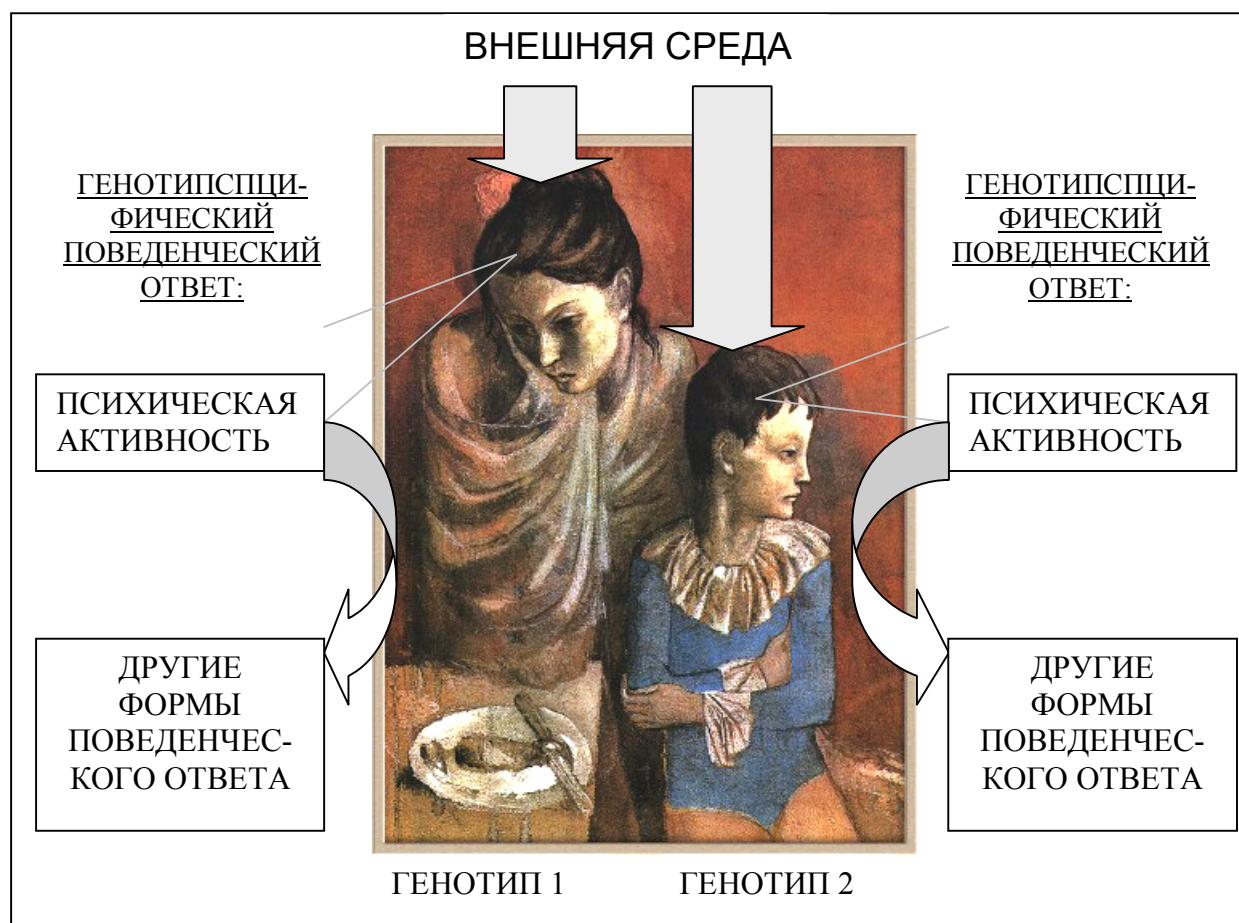 ВНЕШНЯЯ СРЕДА
ГЕНОТИПСПЦИ-
ФИЧЕСКИЙ
ПОВЕДЕНЧЕСКИЙ
ОТВЕТ:
ПСИХИЧЕСКАЯ
АКТИВНОСТЬ
ДРУГИЕ
ФОРМЫ
ПОВЕДЕНЧЕС-
КОГО ОТВЕТА
ГЕНОТИПСПЦИ-
ФИЧЕСКИЙ
ПОВЕДЕНЧЕСКИЙ
ОТВЕТ:
ПСИХИЧЕСКАЯ
АКТИВНОСТЬ
ДРУГИЕ
ФОРМЫ
ПОВЕДЕНЧЕС-
КОГО ОТВЕТА
ГЕНОТИП 1
ГЕНОТИП 2